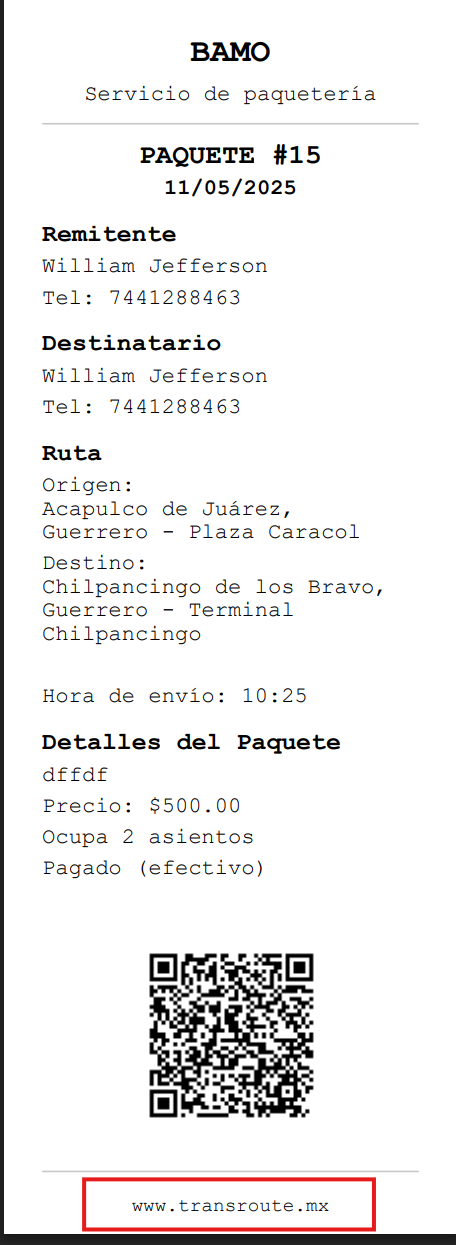 BAMO
Servicio de paquetería
PAQUETE #15
11/05/2025
Remitente
William Jefferson
Tel: 7441288463
Destinatario
William Jefferson
Tel: 7441288463
Ruta
Origen:
Acapulco de Juárez,
Guerrero - Plaza Caracol
Destino:
Chilpancingo de los Bravo,
Guerrero - Terminal
Chilpancingo
Hora de envío: 10:25
Detalles del Paquete
dffdf
Precio: $500.00
Ocupa 2 asientos
Pagado (efectivo)
www.transroute.mx